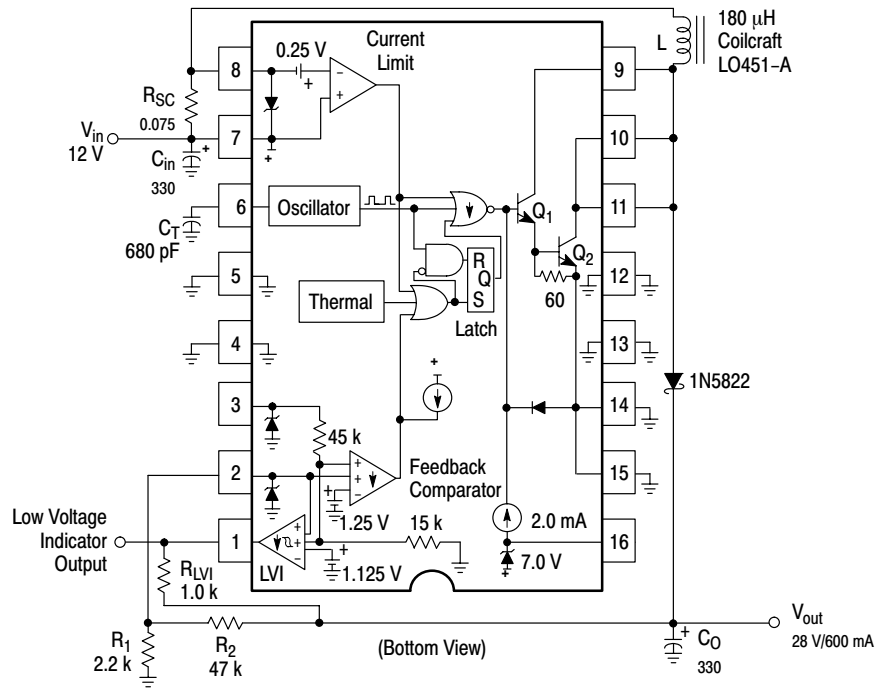 180 μH
Coilcraft
LO451–A
L
Current
Limit
0.25 V
+
–
+
8
9
RSC
0.075
7
10
Vin
12 V
+
Cin
330
+
6
Oscillator
11
CT
680 pF
Q1
Q2
R
Q
S
60
5
12
Thermal
Latch
4
13
+
1N5822
3
14
45 k
2
+
+
–
Feedback
Comparator
15
+
1.25 V
15 k
2.0 mA
Low Voltage
Indicator
Output
1
+
+
–
+
16
LVI
1.125 V
7.0 V
+
RLVI
1.0 k
Vout
28 V/600 mA
R1
2.2 k
R2
47 k
(Bottom View)
+
CO
330